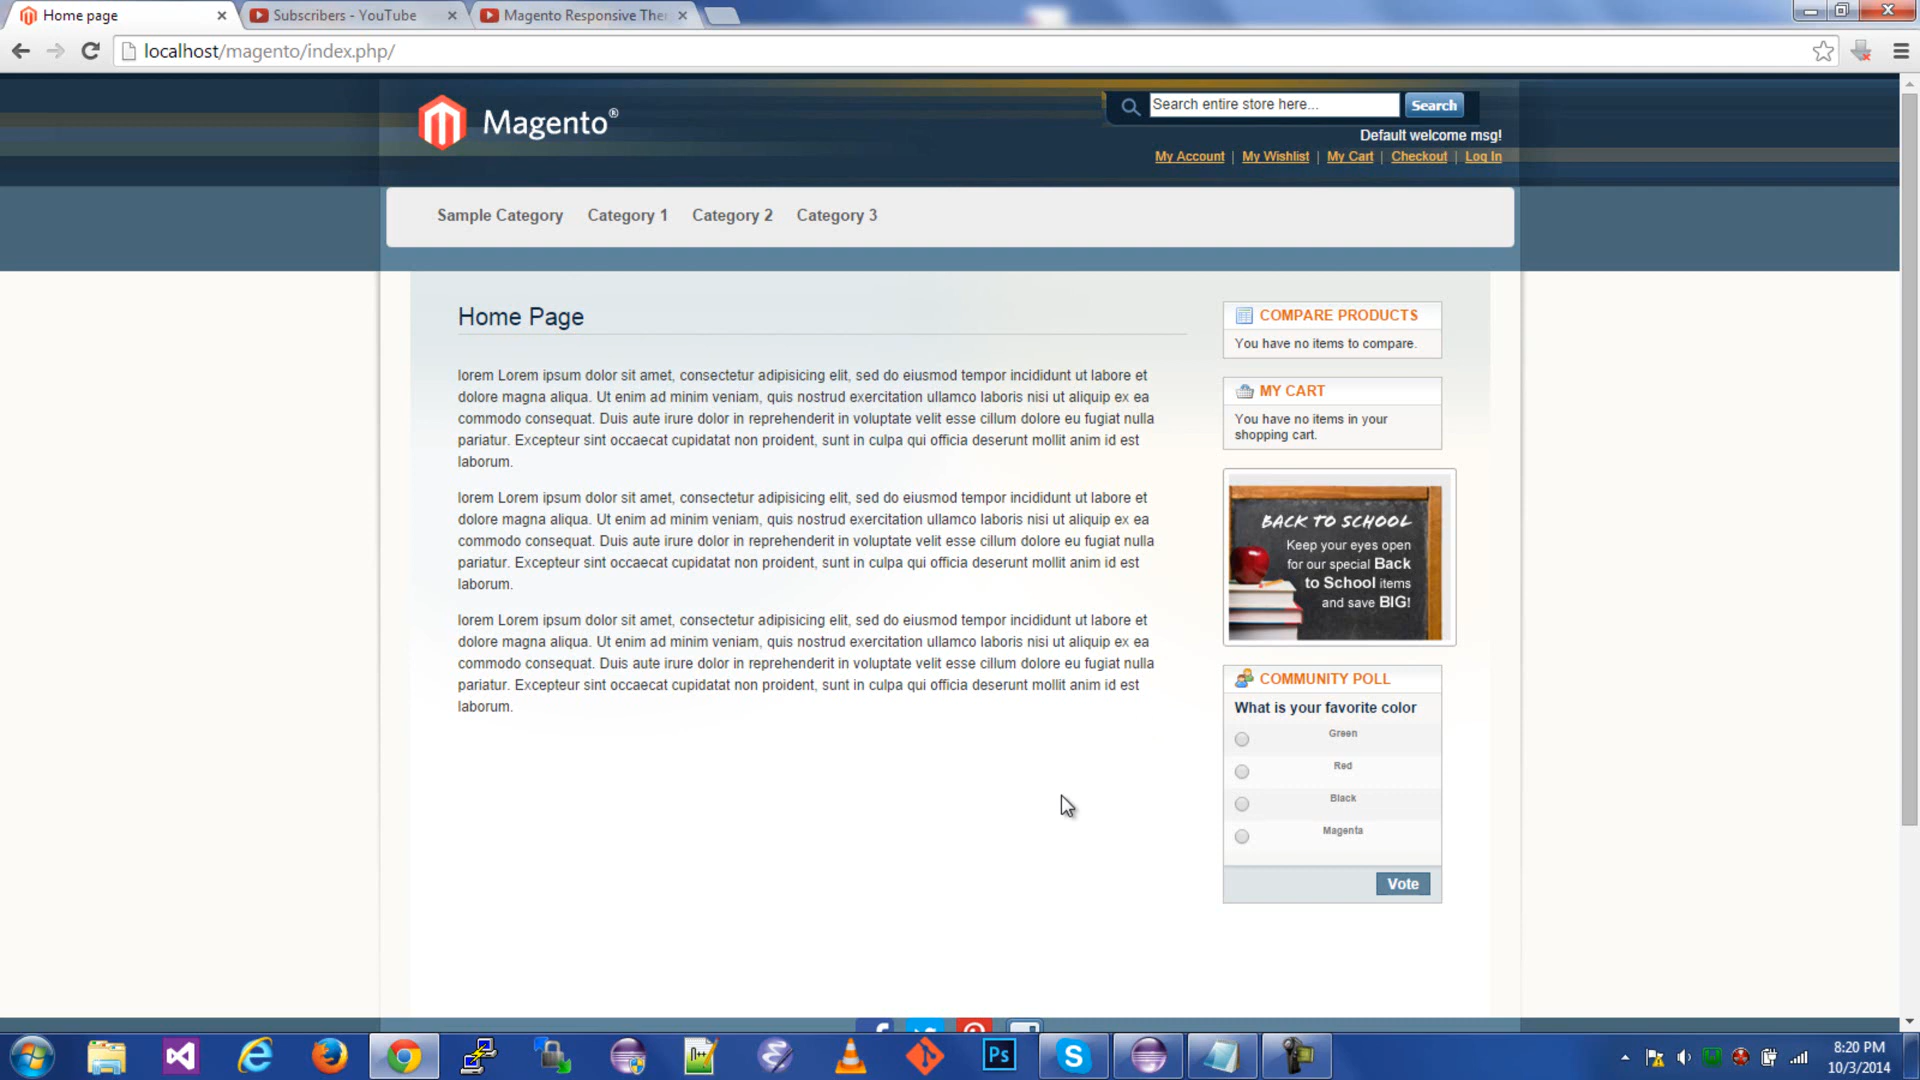 Home page
Subscribers - YouTube
Magento Responsive The
localhost/magento/index.php/
Magento®
Search entire store here...
Search
Default welcome msg!
My Account | My Wishlist | My Cart | Checkout | Log In
Sample Category Category 1 Category 2 Category 3
Home Page
lorem Lorem ipsum dolor sit amet, consectetur adipisicing elit, sed do eiusmod tempor incididunt ut labore et
dolore magna aliqua. Ut enim ad minim veniam, quis nostrud exercitation ullamco laboris nisi ut aliquip ex ea
commodo consequat. Duis aute irure dolor in reprehenderit in voluptate velit esse cillum dolore eu fugiat nulla
pariatur. Excepteur sint occaecat cupidatat non proident, sunt in culpa qui officia deserunt mollit anim id est
laborum.
lorem Lorem ipsum dolor sit amet, consectetur adipisicing elit, sed do eiusmod tempor incididunt ut labore et
dolore magna aliqua. Ut enim ad minim veniam, quis nostrud exercitation ullamco laboris nisi ut aliquip ex ea
commodo consequat. Duis aute irure dolor in reprehenderit in voluptate velit esse cillum dolore eu fugiat nulla
pariatur. Excepteur sint occaecat cupidatat non proident, sunt in culpa qui officia deserunt mollit anim id est
laborum.
lorem Lorem ipsum dolor sit amet, consectetur adipisicing elit, sed do eiusmod tempor incididunt ut labore et
dolore magna aliqua. Ut enim ad minim veniam, quis nostrud exercitation ullamco laboris nisi ut aliquip ex ea
commodo consequat. Duis aute irure dolor in reprehenderit in voluptate velit esse cillum dolore eu fugiat nulla
pariatur. Excepteur sint occaecat cupidatat non proident, sunt in culpa qui officia deserunt mollit anim id est
laborum.
COMPARE PRODUCTS
You have no items to compare.
MY CART
You have no items in your
shopping cart.
BACK TO SCHOOL
Keep your eyes open
for our special Back
to School items
and save BIG!
COMMUNITY POLL
What is your favorite color
Green
Red
Black
Magenta
Vote
n++
Ps
8:20 PM
10/3/2014